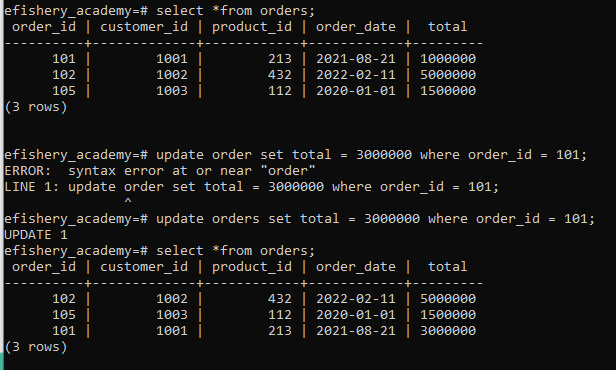 efishery_academy=# select *from orders;
 order_id | customer_id | product_id | order_date |  total
----------+-------------+------------+------------+---------
      101 |        1001 |        213 | 2021-08-21 | 1000000
      102 |        1002 |        432 | 2022-02-11 | 5000000
      105 |        1003 |        112 | 2020-01-01 | 1500000
(3 rows)
efishery_academy=# update order set total = 3000000 where order_id = 101;
ERROR:  syntax error at or near "order"
LINE 1: update order set total = 3000000 where order_id = 101;
               ^
efishery_academy=# update orders set total = 3000000 where order_id = 101;
UPDATE 1
efishery_academy=# select *from orders;
 order_id | customer_id | product_id | order_date |  total
----------+-------------+------------+------------+---------
      102 |        1002 |        432 | 2022-02-11 | 5000000
      105 |        1003 |        112 | 2020-01-01 | 1500000
      101 |        1001 |        213 | 2021-08-21 | 3000000
(3 rows)